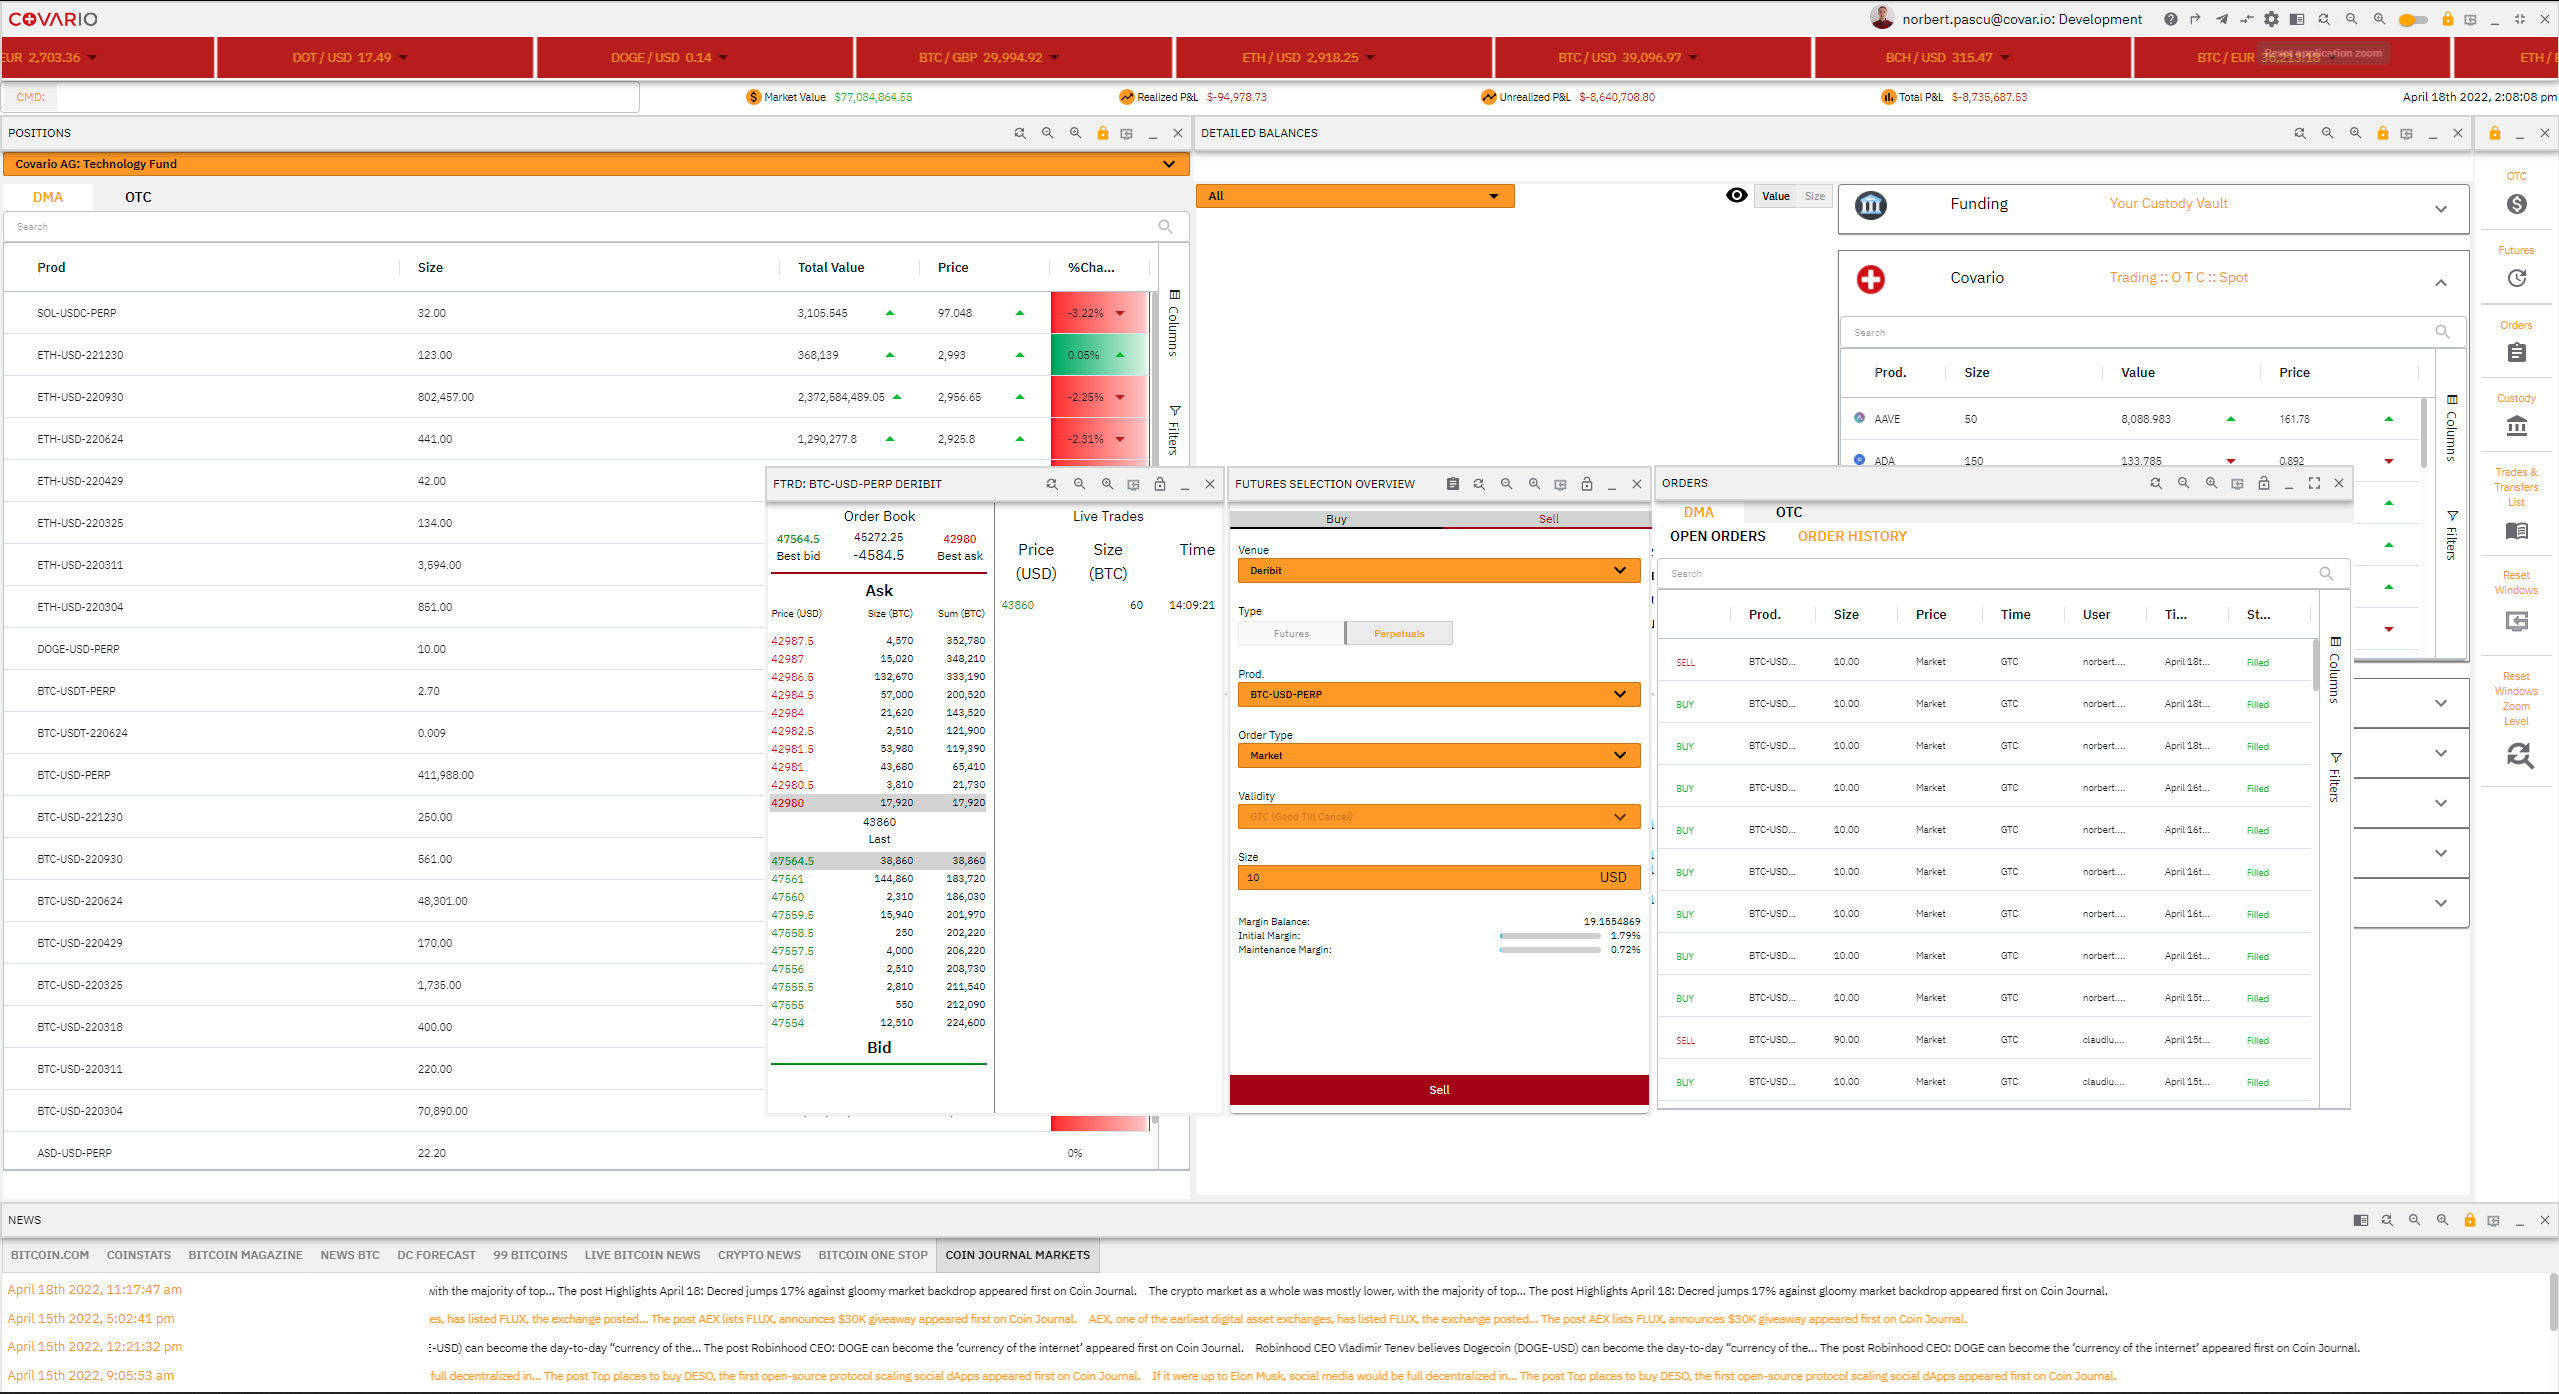 COVARIO
norbert.pascu@covar.io: Development
EUR 2,703.36
DOT / USD 17.49
DOGE / USD 0.14
BTC / GBP 29,994.92
ETH / USD 2,918.25
BTC / USD 39,096.97
BCH / USD 315.47
BTC / EUR 36,213.18
ETH / E
Reset application zoom
CMD:
Market Value $77,084,864.55
Realized P&L $-94,978.73
Unrealized P&L $-8,640,708.80
Total P&L $-8,735,687.53
April 18th 2022, 2:08:08 pm
POSITIONS
Covario AG: Technology Fund
DMA OTC
Search
Prod Size Total Value Price %Cha...
SOL-USDC-PERP 32.00 3,105.545 97.048 -3.22%
ETH-USD-221230 123.00 368,139 2,993 0.05%
ETH-USD-220930 802,457.00 2,372,584,489.05 2,956.65 -2.25%
ETH-USD-220624 441.00 1,290,277.8 2,925.8 -2.31%
ETH-USD-220429 42.00
ETH-USD-220325 134.00
ETH-USD-220311 3,594.00
ETH-USD-220304 851.00
DOGE-USD-PERP 10.00
BTC-USDT-PERP 2.70
BTC-USDT-220624 0.009
BTC-USD-PERP 411,988.00
BTC-USD-221230 250.00
BTC-USD-220930 561.00
BTC-USD-220624 48,301.00
BTC-USD-220429 170.00
BTC-USD-220325 1,735.00
BTC-USD-220318 400.00
BTC-USD-220311 220.00
BTC-USD-220304 70,890.00
ASD-USD-PERP 22.20 0%
Columns
Filters
DETAILED BALANCES
All
Value Size
Funding Your Custody Vault
Covario Trading :: O T C :: Spot
Search
Prod. Size Value Price
AAVE 50 8,088.983 161.78
ADA 150 133.785 0.892
Columns
Filters
OTC
Futures
Orders
Custody
Trades &
Transfers
List
Reset
Windows
Reset
Windows
Zoom
Level
FTRD: BTC-USD-PERP DERIBIT
Order Book
47564.5 45272.25 42980
Best bid -4584.5 Best ask
Ask
Price (USD) Size (BTC) Sum (BTC)
42987.5 4,570 352,780
42987 15,020 348,210
42986.5 132,670 333,190
42984.5 57,000 200,520
42984 21,620 143,520
42982.5 2,510 121,900
42981.5 53,980 119,390
42981 43,680 65,410
42980.5 3,810 21,730
42980 17,920 17,920
43860
Last
47564.5 38,860 38,860
47561 144,860 183,720
47560 2,310 186,030
47559.5 15,940 201,970
47558.5 250 202,220
47557.5 4,000 206,220
47556 2,510 208,730
47555.5 2,810 211,540
47555 550 212,090
47554 12,510 224,600
Bid
Live Trades
Price Size Time
(USD) (BTC)
43860 60 14:09:21
FUTURES SELECTION OVERVIEW
Buy Sell
Venue
Deribit
Type
Futures Perpetuals
Prod.
BTC-USD-PERP
Order Type
Market
Validity
GTC (Good Till Cancel)
Size
10 USD
Margin Balance: 19.1554869
Initial Margin: 1.79%
Maintenance Margin: 0.72%
Sell
ORDERS
DMA OTC
OPEN ORDERS ORDER HISTORY
Search
Prod. Size Price Time User Ti... St...
SELL BTC-USD... 10.00 Market GTC norbert.... April 18t... Filled
BUY BTC-USD... 10.00 Market GTC norbert.... April 18t... Filled
BUY BTC-USD... 10.00 Market GTC norbert.... April 18t... Filled
BUY BTC-USD... 10.00 Market GTC norbert.... April 16t... Filled
BUY BTC-USD... 10.00 Market GTC norbert.... April 16t... Filled
BUY BTC-USD... 10.00 Market GTC norbert.... April 16t... Filled
BUY BTC-USD... 10.00 Market GTC norbert.... April 16t... Filled
BUY BTC-USD... 10.00 Market GTC norbert.... April 16t... Filled
BUY BTC-USD... 10.00 Market GTC norbert.... April 15t... Filled
SELL BTC-USD... 90.00 Market GTC claudiu.... April 15t... Filled
BUY BTC-USD... 10.00 Market GTC claudiu.... April 15t... Filled
Columns
Filters
NEWS
BITCOIN.COM COINSTATS BITCOIN MAGAZINE NEWS BTC DC FORECAST 99 BITCOINS LIVE BITCOIN NEWS CRYPTO NEWS BITCOIN ONE STOP COIN JOURNAL MARKETS
April 18th 2022, 11:17:47 am with the majority of top... The post Highlights April 18: Decred jumps 17% against gloomy market backdrop appeared first on Coin Journal. The crypto market as a whole was mostly lower, with the majority of top... The post Highlights April 18: Decred jumps 17% against gloomy market backdrop appeared first on Coin Journal.
April 15th 2022, 5:02:41 pm es, has listed FLUX, the exchange posted... The post AEX lists FLUX, announces $30K giveaway appeared first on Coin Journal. AEX, one of the earliest digital asset exchanges, has listed FLUX, the exchange posted... The post AEX lists FLUX, announces $30K giveaway appeared first on Coin Journal.
April 15th 2022, 12:21:32 pm E-USD) can become the day-to-day “currency of the... The post Robinhood CEO: DOGE can become the ‘currency of the internet’ appeared first on Coin Journal. Robinhood CEO Vladimir Tenev believes Dogecoin (DOGE-USD) can become the day-to-day “currency of the... The post Robinhood CEO: DOGE can become the ‘currency of the internet’ appeared first on Coin Journal.
April 15th 2022, 9:05:53 am full decentralized in... The post Top places to buy DESO, the first open-source protocol scaling social dApps appeared first on Coin Journal. If it were up to Elon Musk, social media would be full decentralized in... The post Top places to buy DESO, the first open-source protocol scaling social dApps appeared first on Coin Journal.